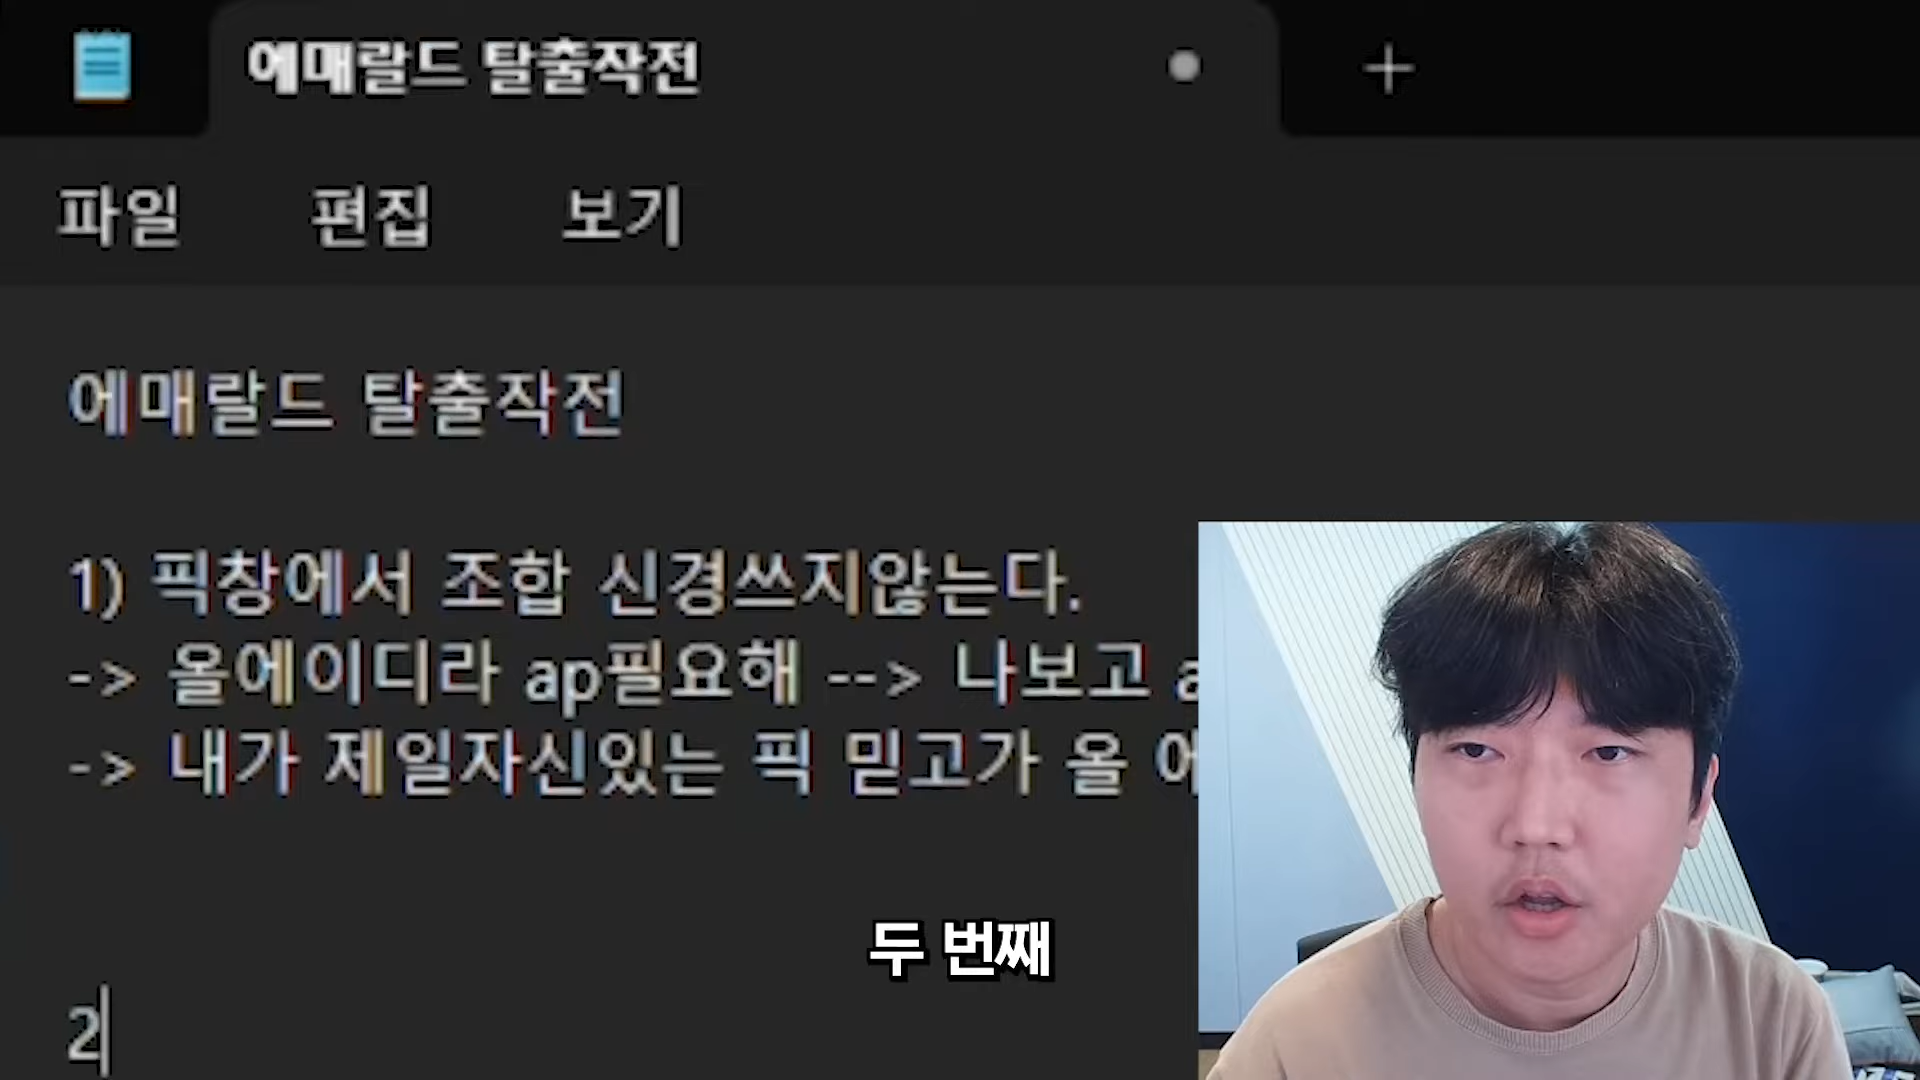 에매랄드 탈출작전
파일 편집 보기
에매랄드 탈출작전
1) 픽창에서 조합 신경쓰지않는다.
-> 올에이디라 ap필요해 --> 나보고
-> 내가 제일자신있는 픽 믿고가 올
두 번째
2